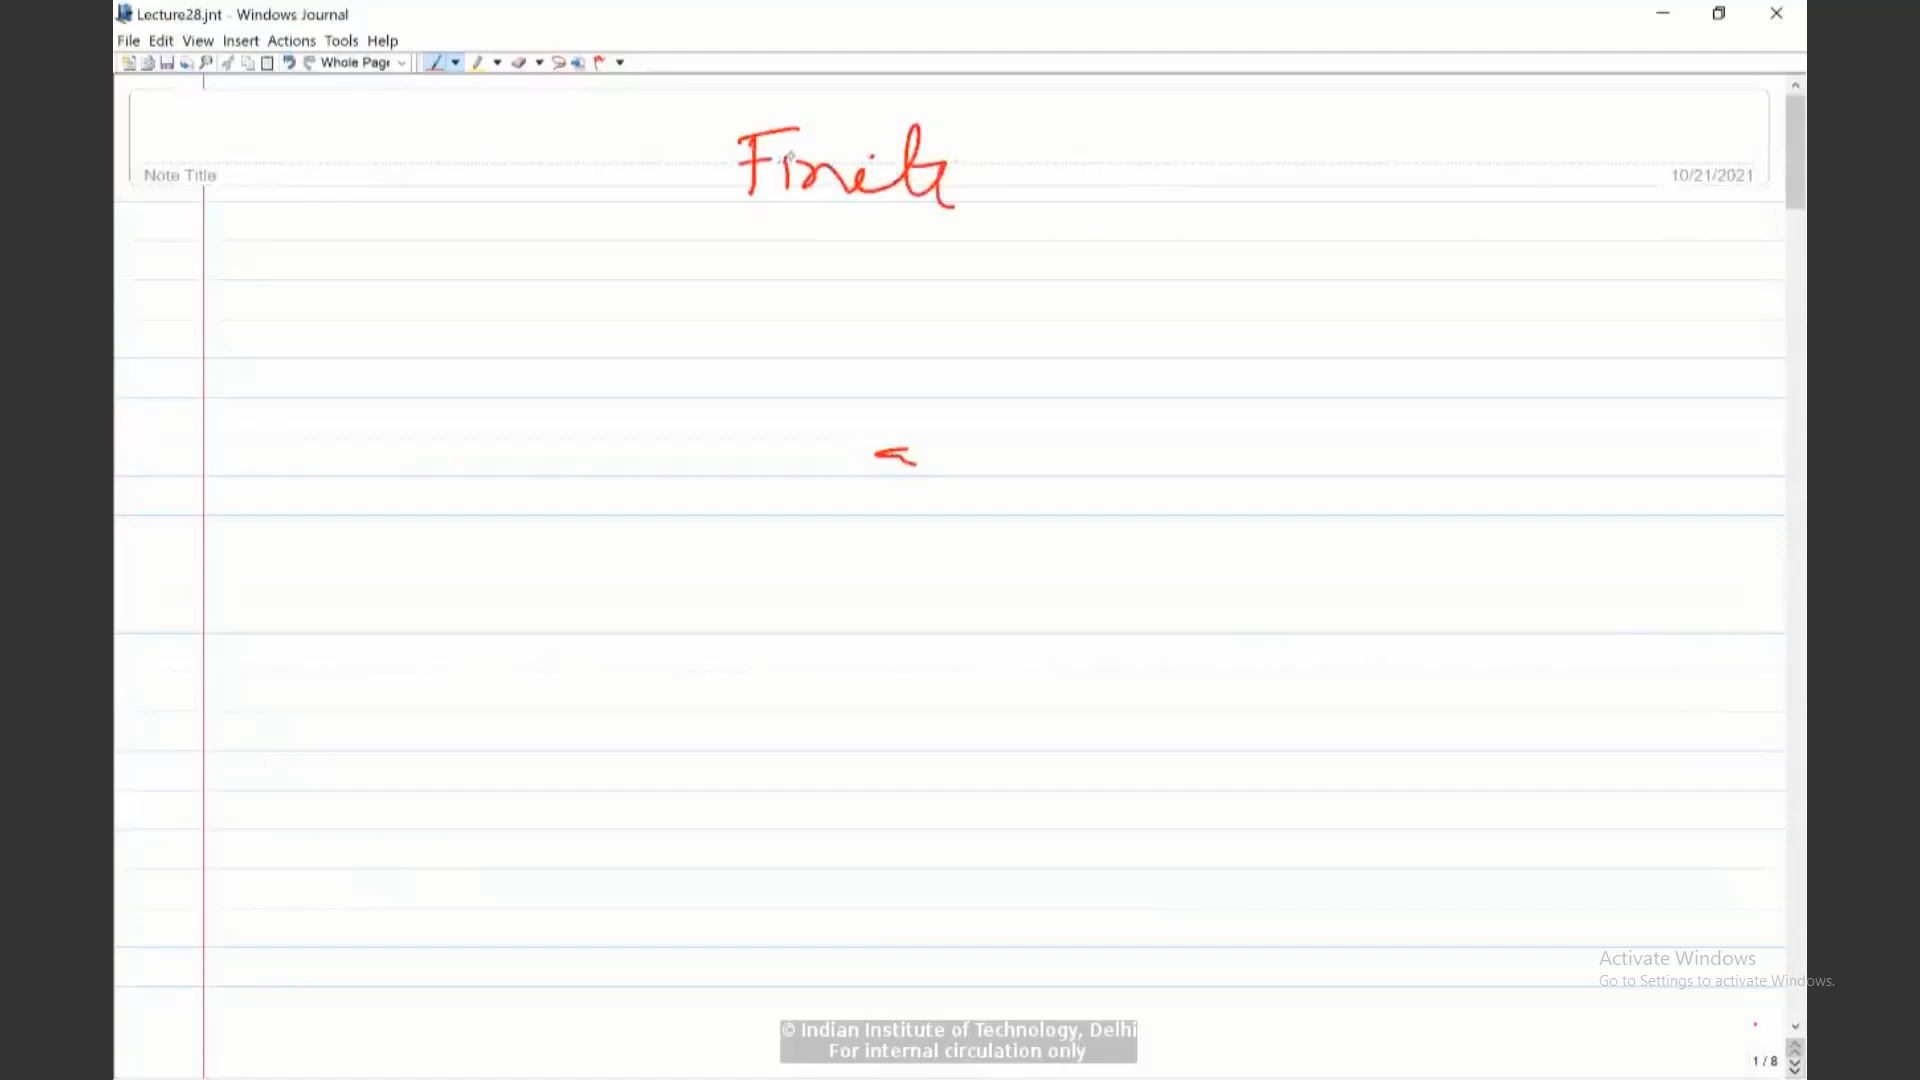 Lecture28.jnt - Windows Journal
File Edit View Insert Actions Tools Help
Whole Page
Finite
Note Title
10/21/2021
Activate Windows
Go to Settings to activate Windows.
© Indian Institute of Technology, Delhi
For internal circulation only
1 / 8